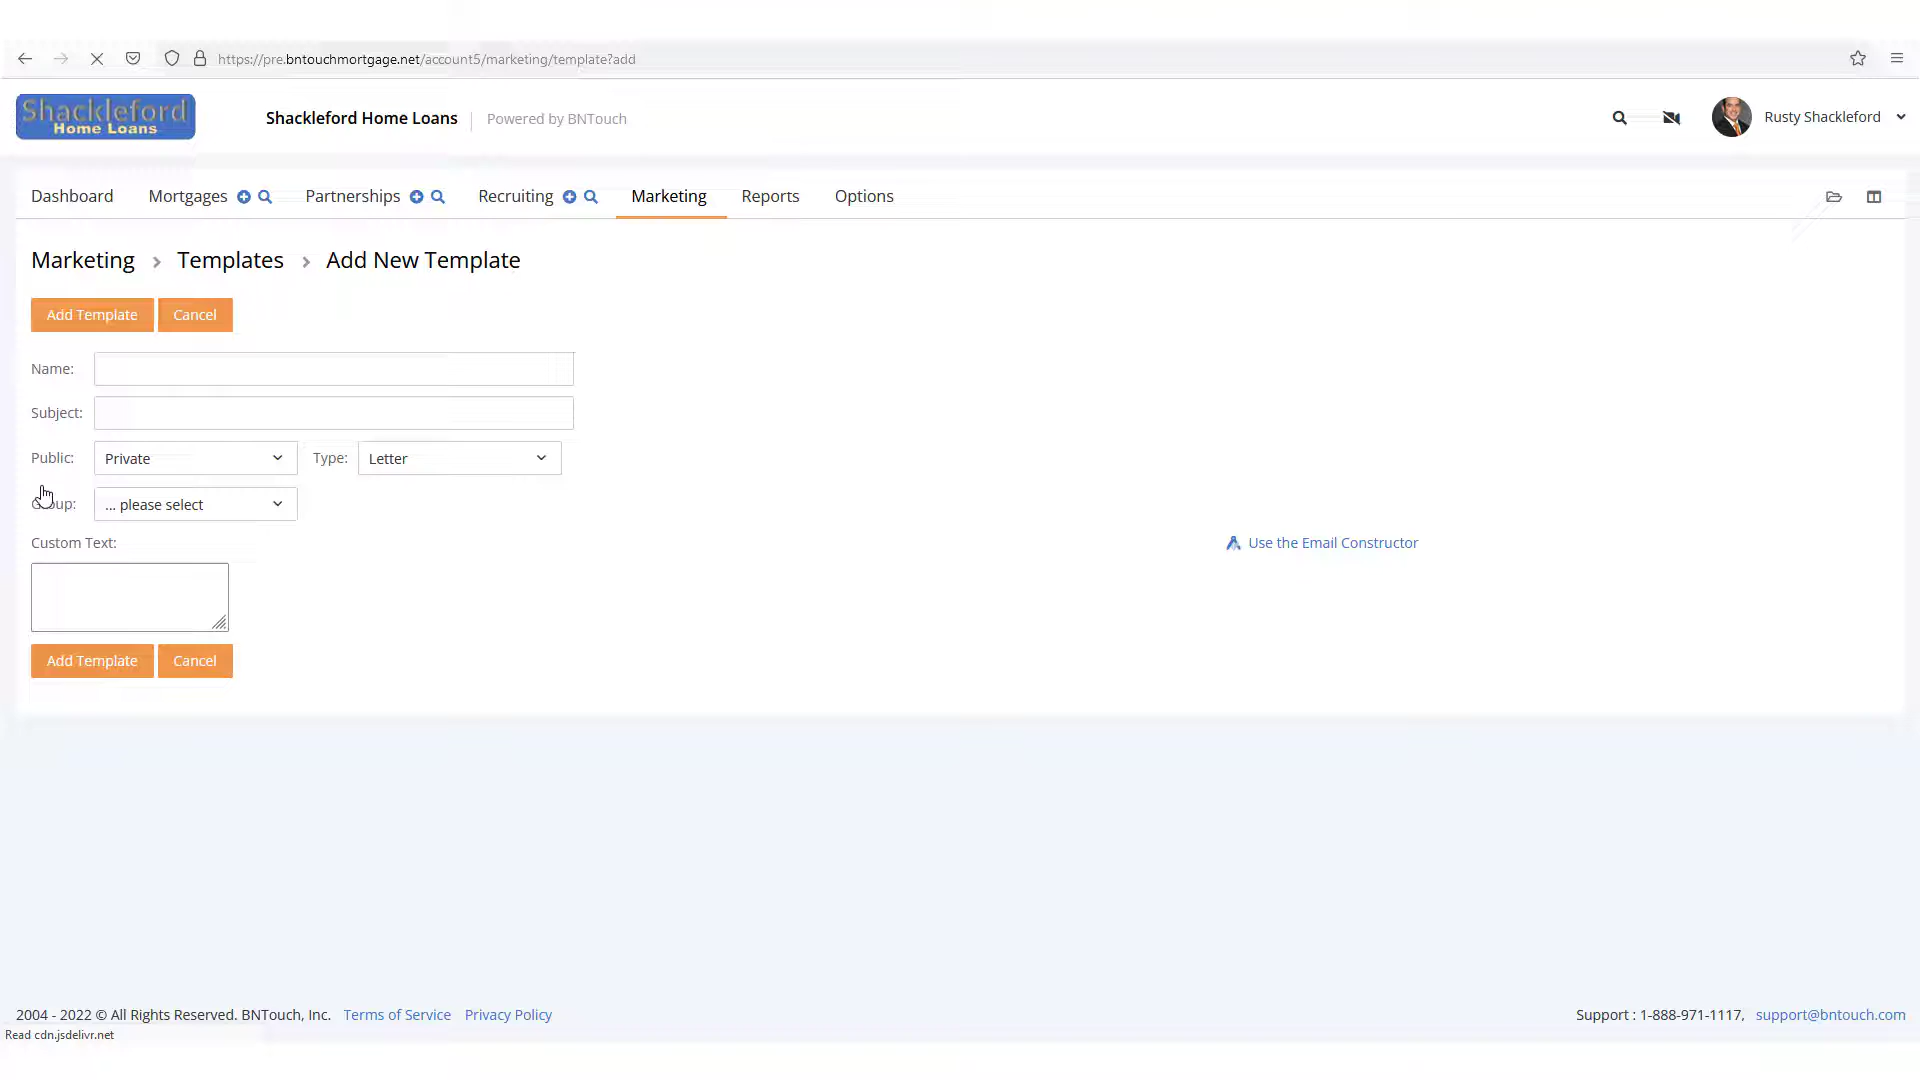 https://pre.bntouchmortgage.net/account5/marketing/template?add
Shackleford
Home Loans
Shackleford Home Loans Powered by BNTouch
Rusty Shackleford
Dashboard Mortgages Partnerships Recruiting Marketing Reports Options
Marketing > Templates > Add New Template
Add Template Cancel
Name:
Subject:
Public: Private Type: Letter
Group: ... please select
Custom Text: Use the Email Constructor
Add Template Cancel
2004 - 2022 © All Rights Reserved. BNTouch, Inc. Terms of Service Privacy Policy Support : 1-888-971-1117, support@bntouch.com
Read cdn.jsdelivr.net